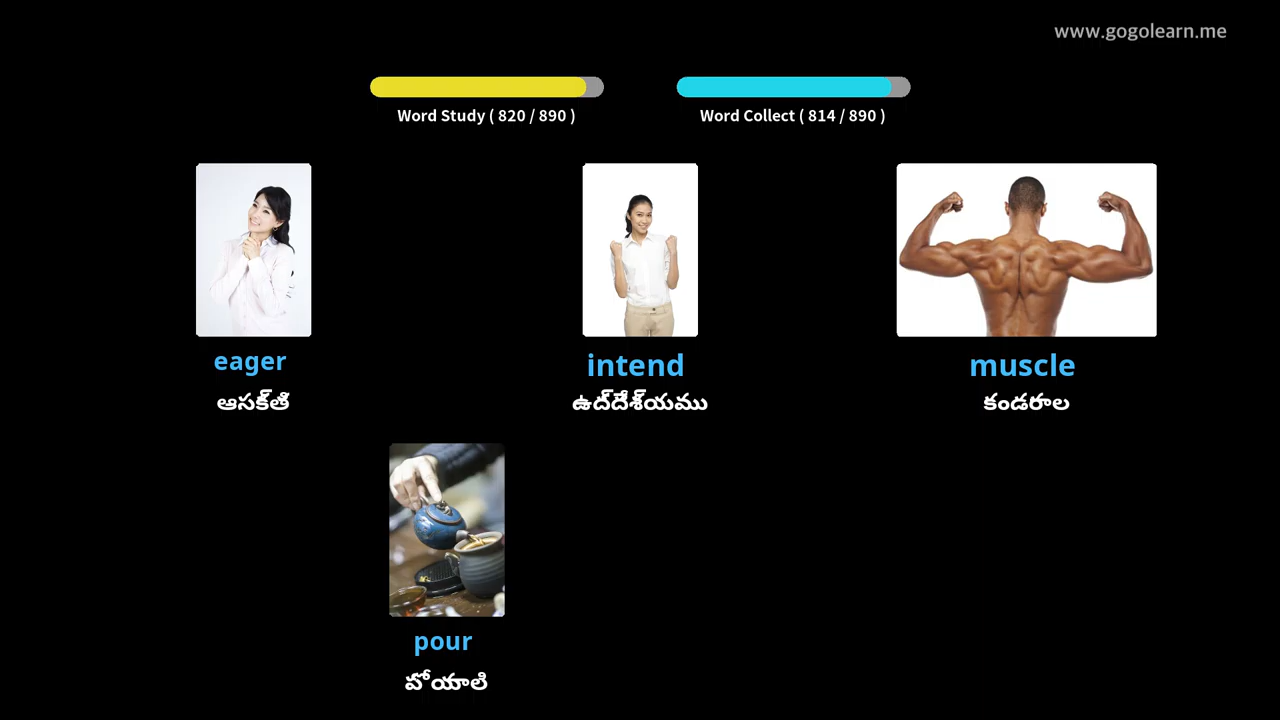 www.gogolearn.me
Word Study ( 820 / 890 )
Word Collect ( 814 / 890 )
eager
intend
muscle
ఆసక్తి
ఉద్దేశ్యము
కండరాల
pour
పోయాలి